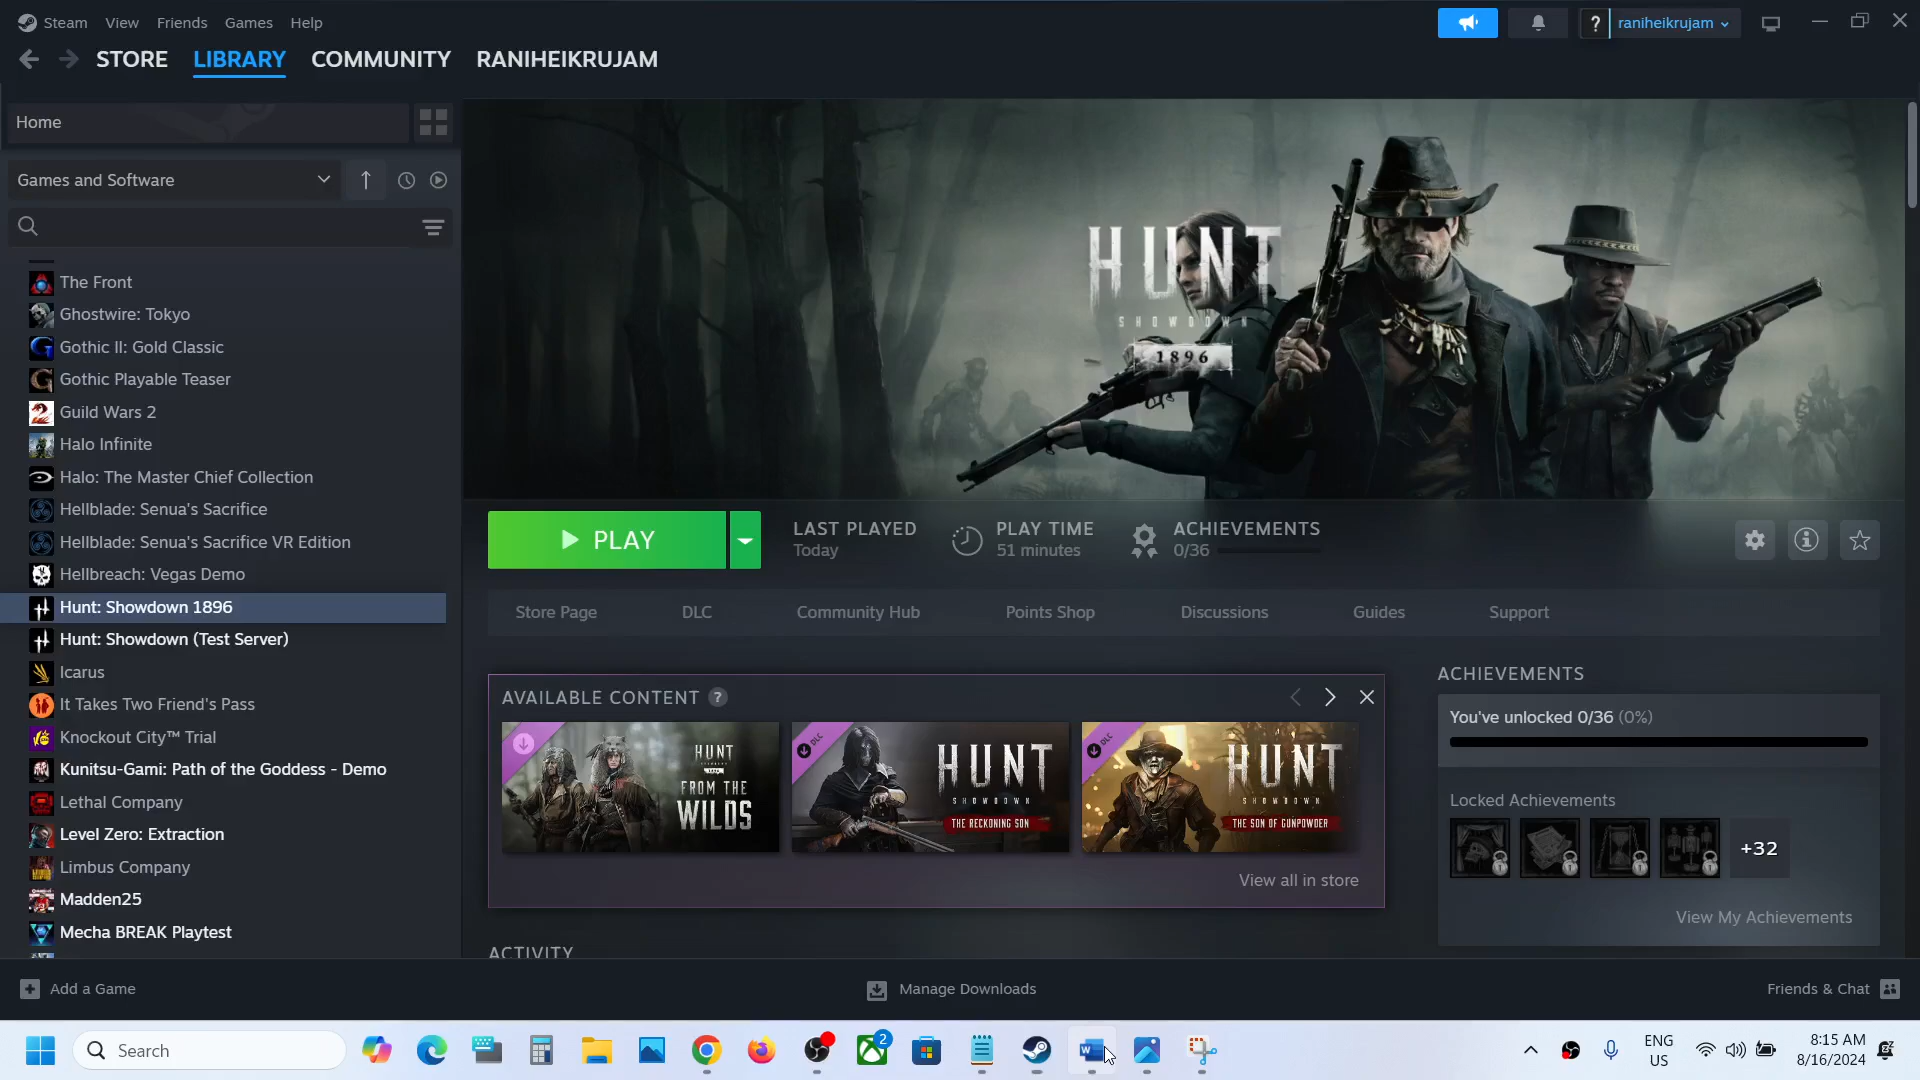 Steam View Friends Games Help
? raniheikrujam
STORE LIBRARY COMMUNITY RANIHEIKRUJAM
Home
Games and Software
The Front
Ghostwire: Tokyo
Gothic II: Gold Classic
Gothic Playable Teaser
Guild Wars 2
Halo Infinite
Halo: The Master Chief Collection
Hellblade: Senua's Sacrifice
Hellblade: Senua's Sacrifice VR Edition
Hellbreach: Vegas Demo
Hunt: Showdown 1896
Hunt: Showdown (Test Server)
Icarus
It Takes Two Friend's Pass
Knockout City™ Trial
Kunitsu-Gami: Path of the Goddess - Demo
Lethal Company
Level Zero: Extraction
Limbus Company
Madden25
Mecha BREAK Playtest
HUNT
SHOWDOWN
1896
PLAY
LAST PLAYED
Today
PLAY TIME
51 minutes
ACHIEVEMENTS
0/36
Store Page DLC Community Hub Points Shop Discussions Guides Support
AVAILABLE CONTENT ?
HUNT
FROM THE
WILDS
DLC
HUNT
SHOWDOWN
THE RECKONING SON
DLC
HUNT
SHOWDOWN
THE SON OF GUNPOWDER
View all in store
ACTIVITY
ACHIEVEMENTS
You've unlocked 0/36 (0%)
Locked Achievements
+32
View My Achievements
Add a Game
Manage Downloads
Friends & Chat
Search
2
ENG
US
8:15 AM
8/16/2024